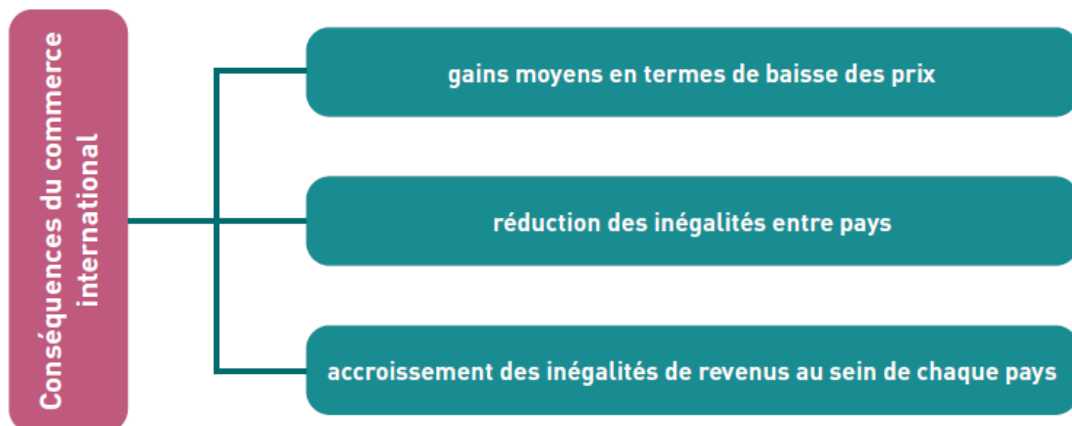 Conséquences du commerce
international
gains moyens en termes de baisse des prix
réduction des inégalités entre pays
accroissement des inégalités de revenus au sein de chaque pays